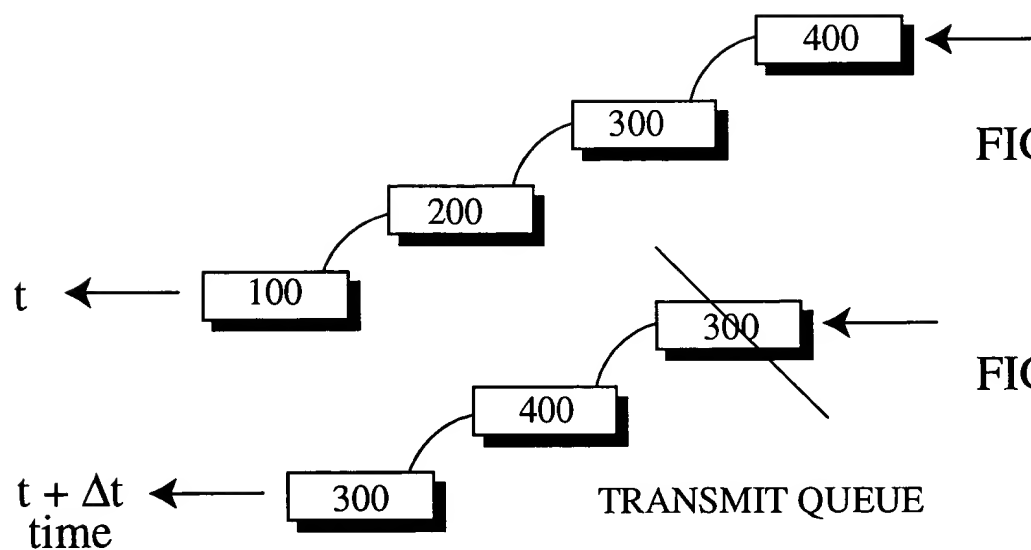 400
300
FIG
200
t
100
300
FIG
400
t + Δt
time
300
TRANSMIT QUEUE